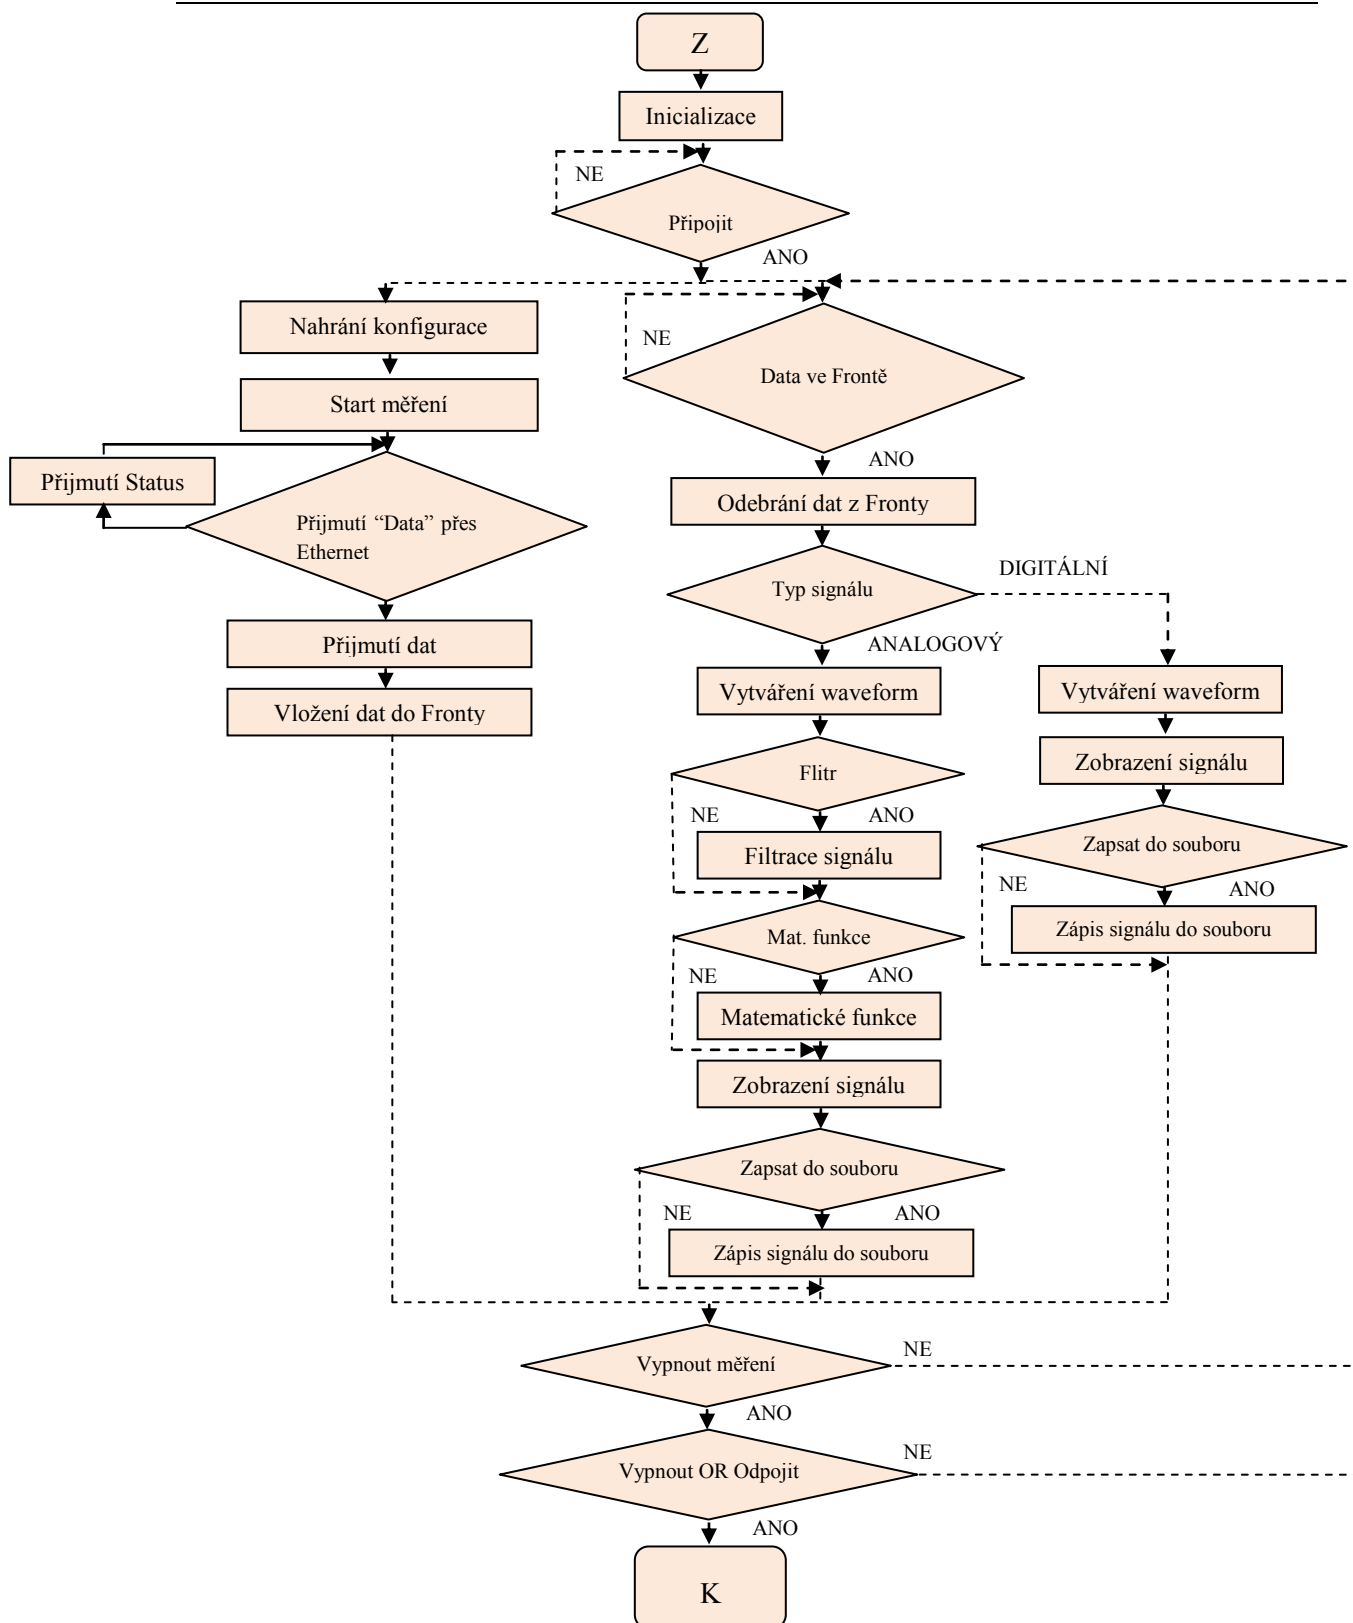 Z
Inicializace
NE
Připojit
ANO
Nahrání konfigurace
NE
Data ve Frontě
Start měření
ANO
Přijmutí Status
Odebrání dat z Fronty
Přijmutí “Data” přes
Ethernet
Typ signálu
DIGITÁLNÍ
Přijmutí dat
ANALOGOVÝ
Vytváření waveform
Vytváření waveform
Vložení dat do Fronty
Flitr
Zobrazení signálu
NE
ANO
Zapsat do souboru
Filtrace signálu
NE
ANO
Mat. funkce
Zápis signálu do souboru
NE
ANO
Matematické funkce
Zobrazení signálu
Zapsat do souboru
NE
ANO
Zápis signálu do souboru
Vypnout měření
NE
ANO
Vypnout OR Odpojit
NE
ANO
K